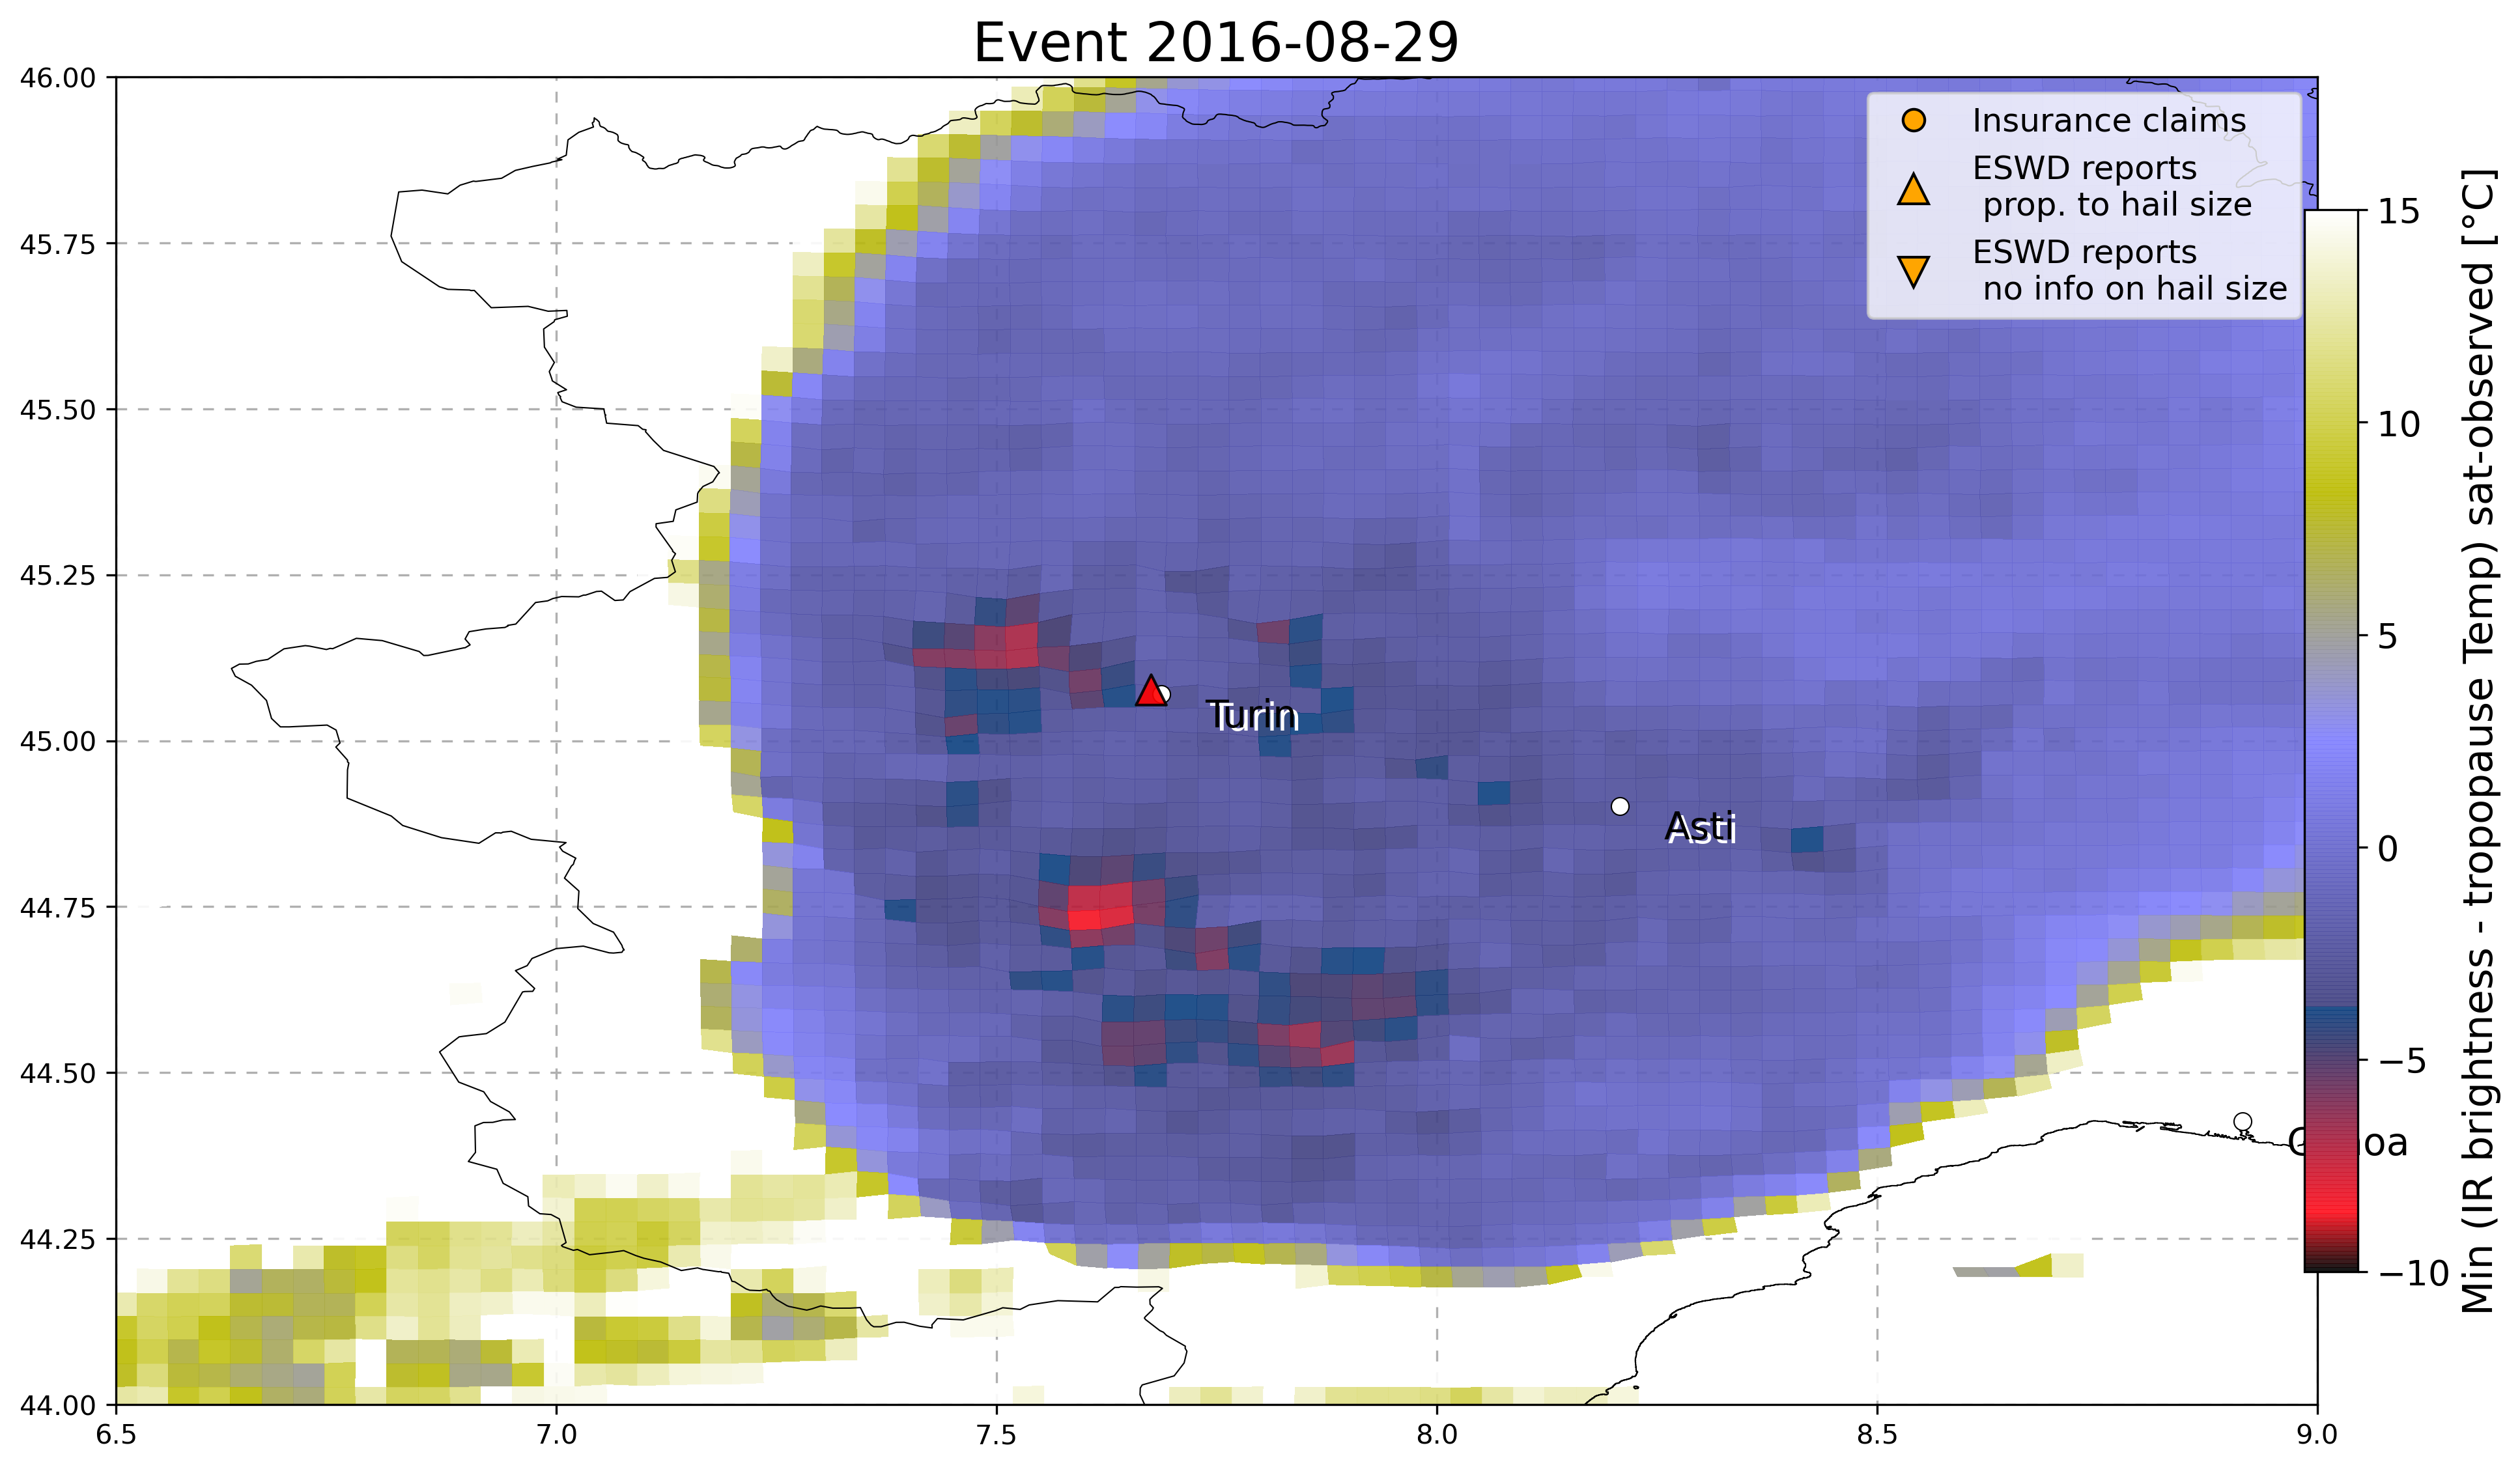 Event 2016-08-29
46.00
45.75
45.50
45.25
45.00
44.75
44.50
44.25
44.00
6.5
7.0
7.5
8.0
8.5
9.0
Insurance claims
ESWD reports
prop. to hail size
ESWD reports
no info on hail size
Turin
Asti
15
10
5
0
−5
−10
Min (IR brightness - tropopause Temp) sat-observed [°C]